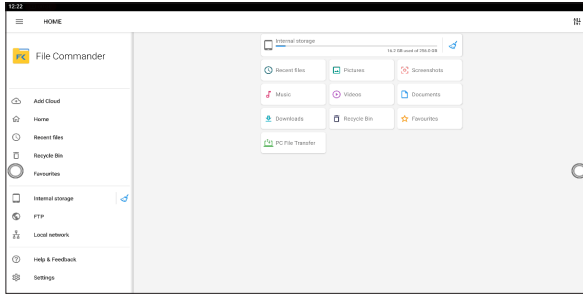 12:22
HOME
FC File Commander
Add Cloud
Home
Recent files
Recycle Bin
Favourites
Internal storage
FTP
Local network
Help & Feedback
Settings
Internal storage
16.2 GB used of 256.0 GB
Recent files Pictures Screenshots
Music Videos Documents
Downloads Recycle Bin Favourites
PC File Transfer